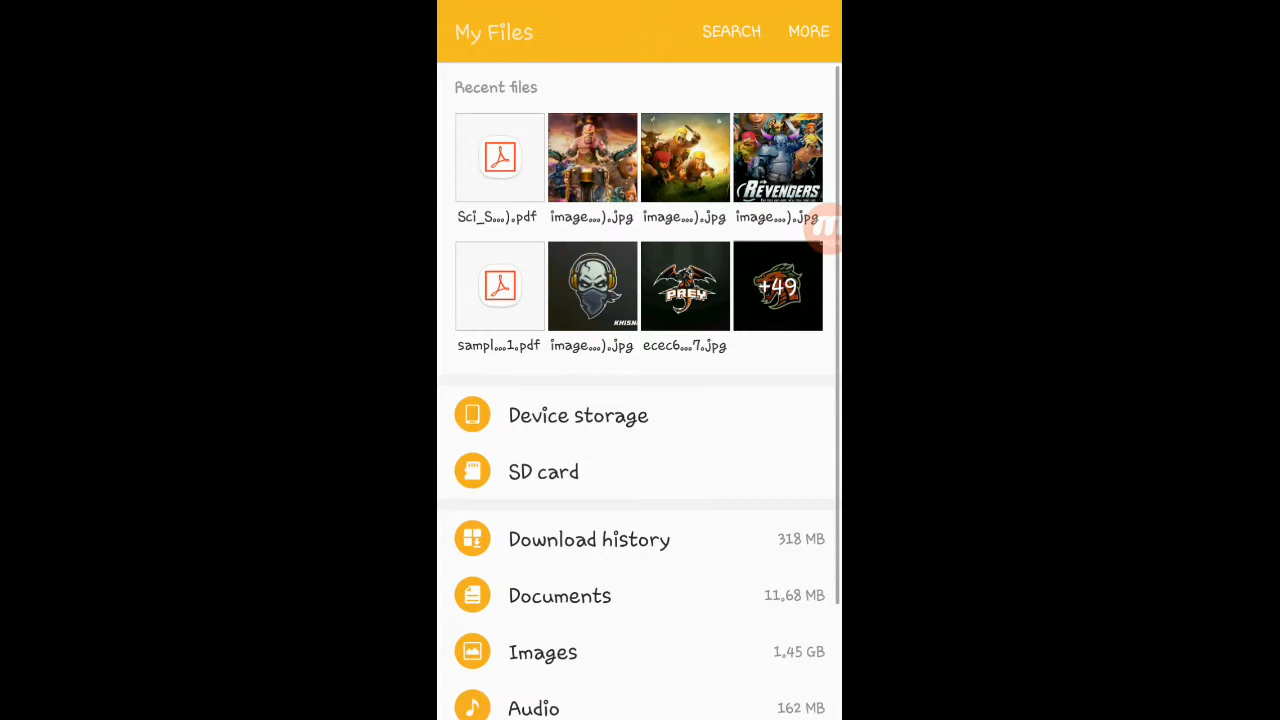 My Files SEARCH MORE
Recent files
REVENGERS
Sci_S...).pdf image...).jpg image...).jpg image...).jpg
KHISHN
PREY
+49
sampl...1.pdf image...).jpg ecec6...7.jpg
Device storage
SD card
Download history 318 MB
Documents 11.68 MB
Images 1.45 GB
Audio 162 MB